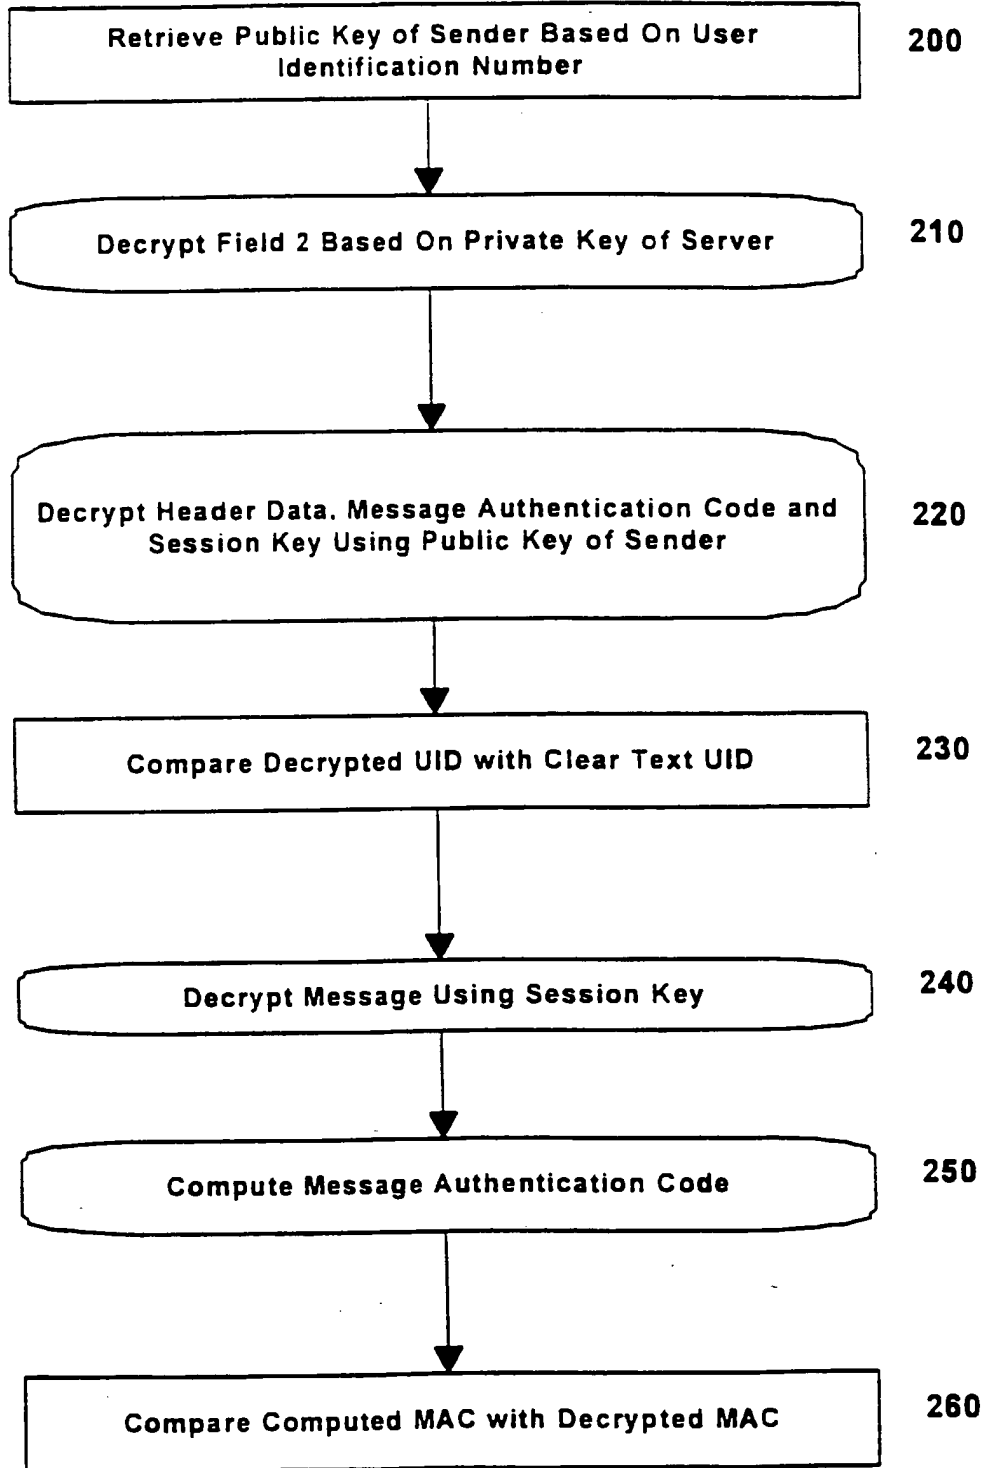 Retrieve Public Key of Sender Based On User
Identification Number
200
Decrypt Field 2 Based On Private Key of Server
210
Decrypt Header Data. Message Authentication Code and
Session Key Using Public Key of Sender
220
Compare Decrypted UID with Clear Text UID
230
Decrypt Message Using Session Key
240
Compute Message Authentication Code
250
Compare Computed MAC with Decrypted MAC
260